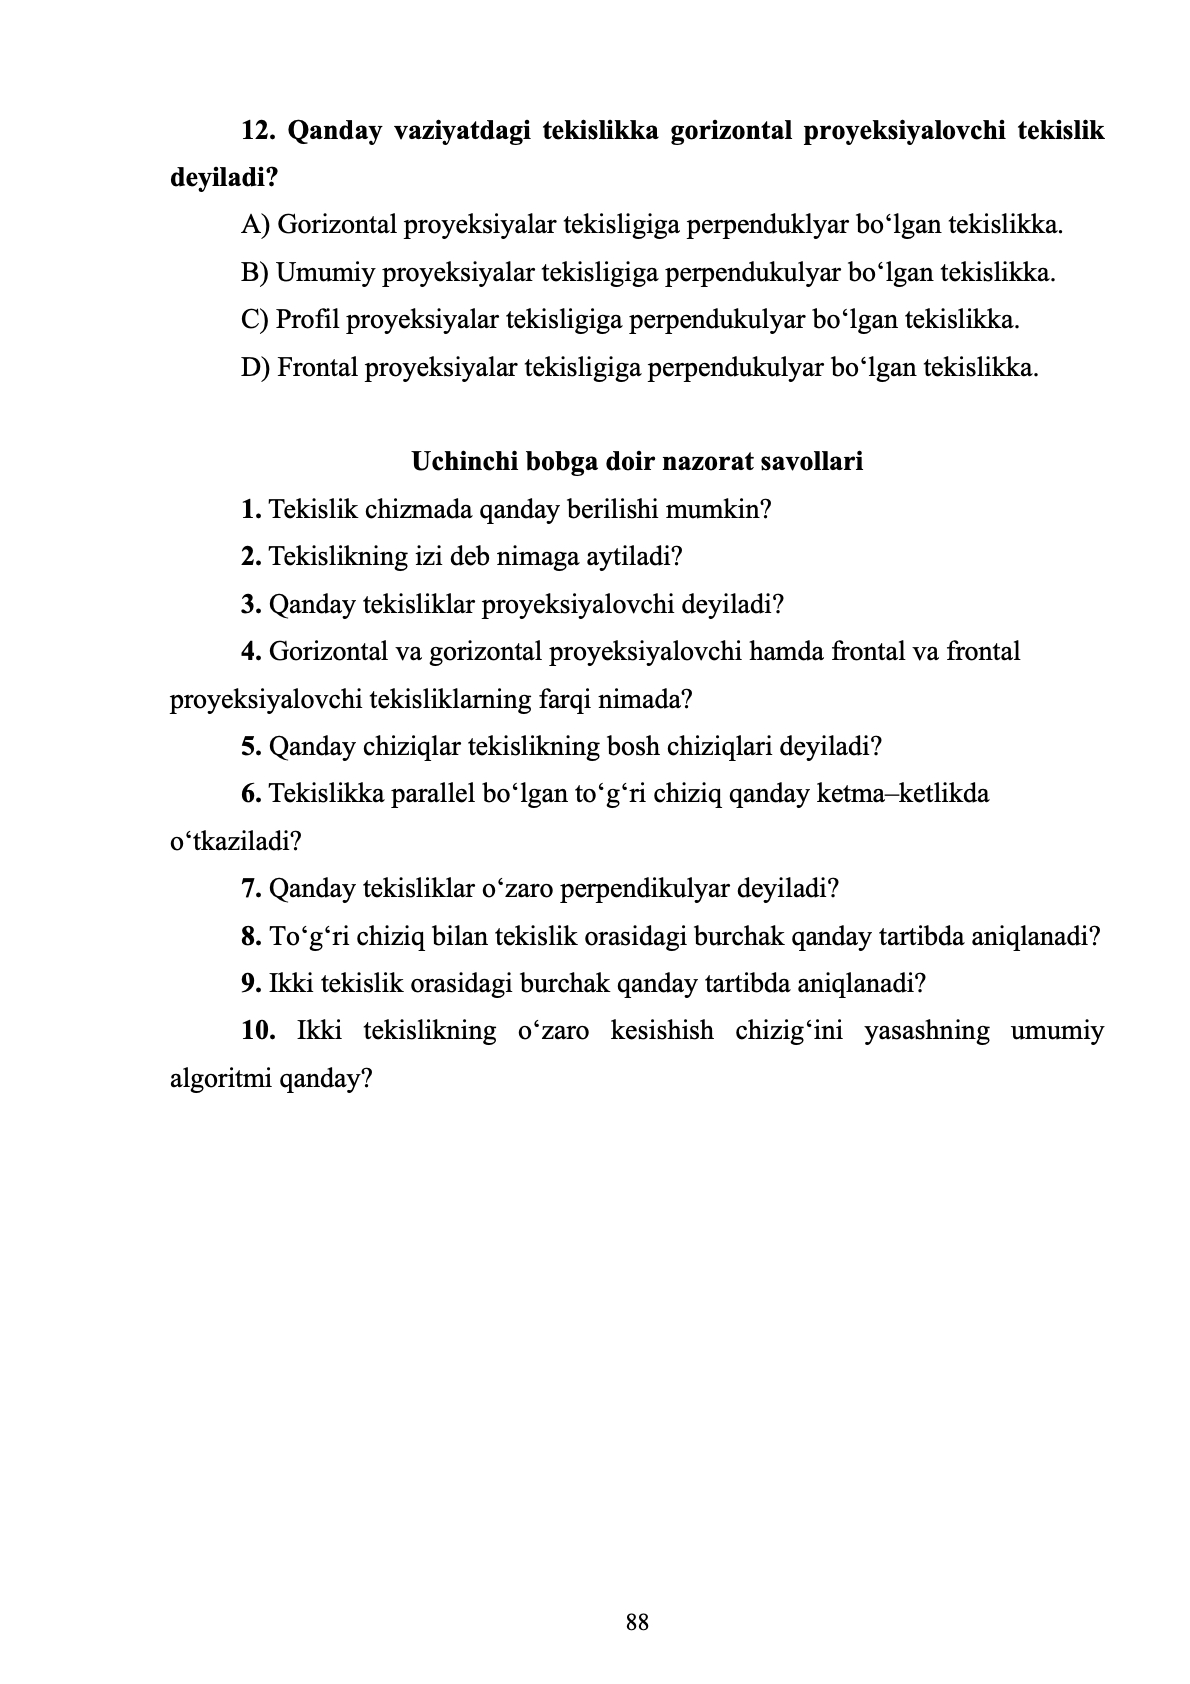 12. Qanday vaziyatdagi tekislikka gorizontal proyeksiyalovchi tekislik
deyiladi?
A) Gorizontal proyeksiyalar tekisligiga perpenduklyar bo‘lgan tekislikka.
B) Umumiy proyeksiyalar tekisligiga perpendukulyar bo‘lgan tekislikka.
C) Profil proyeksiyalar tekisligiga perpendukulyar bo‘lgan tekislikka.
D) Frontal proyeksiyalar tekisligiga perpendukulyar bo‘lgan tekislikka.
Uchinchi bobga doir nazorat savollari
1. Tekislik chizmada qanday berilishi mumkin?
2. Tekislikning izi deb nimaga aytiladi?
3. Qanday tekisliklar proyeksiyalovchi deyiladi?
4. Gorizontal va gorizontal proyeksiyalovchi hamda frontal va frontal
proyeksiyalovchi tekisliklarning farqi nimada?
5. Qanday chiziqlar tekislikning bosh chiziqlari deyiladi?
6. Tekislikka parallel bo‘lgan to‘g‘ri chiziq qanday ketma–ketlikda
o‘tkaziladi?
7. Qanday tekisliklar o‘zaro perpendikulyar deyiladi?
8. To‘g‘ri chiziq bilan tekislik orasidagi burchak qanday tartibda aniqlanadi?
9. Ikki tekislik orasidagi burchak qanday tartibda aniqlanadi?
10. Ikki tekislikning o‘zaro kesishish chizig‘ini yasashning umumiy
algoritmi qanday?
88